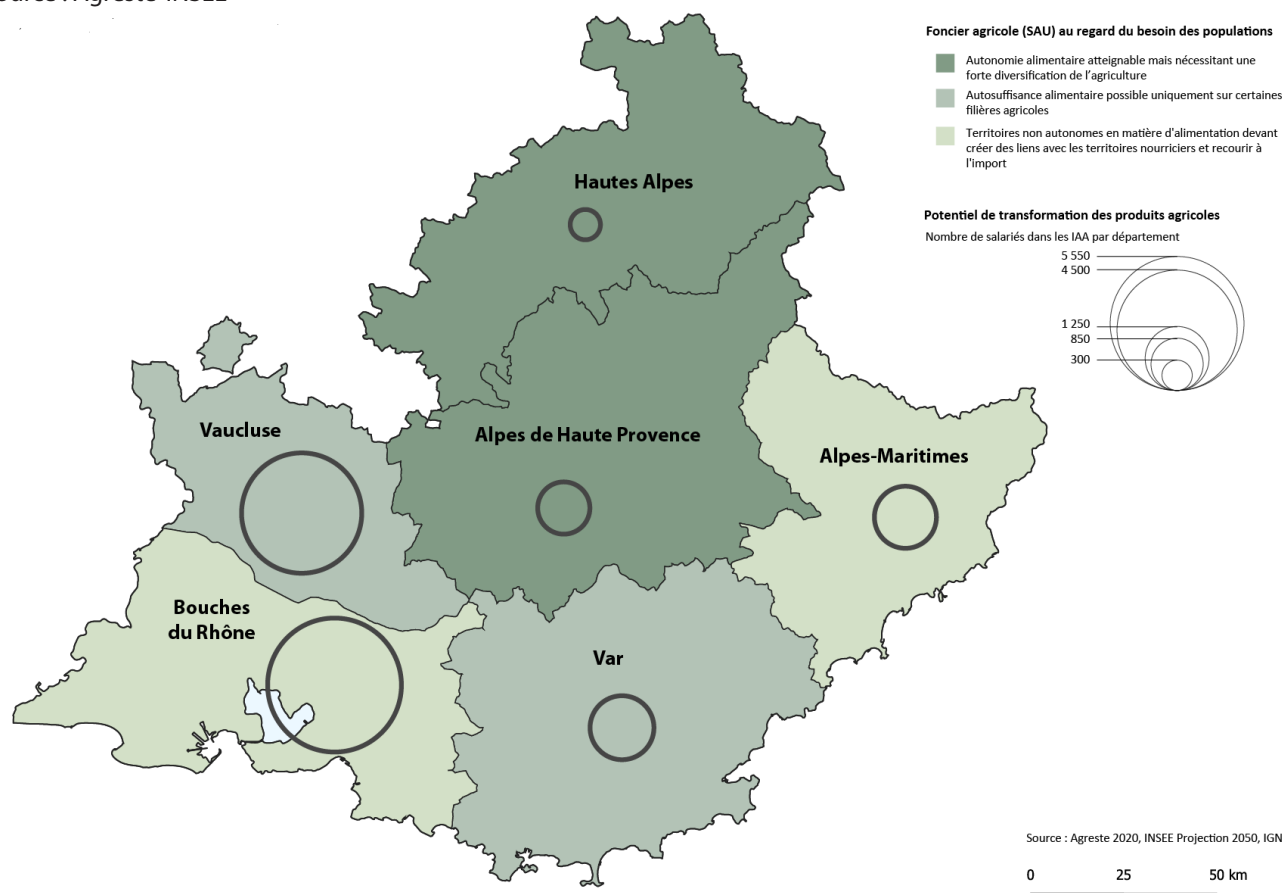 Foncier agricole (SAU) au regard du besoin des populations
Autonomie alimentaire atteignable mais nécessitant une
forte diversification de l'agriculture
Autosuffisance alimentaire possible uniquement sur certaines
filières agricoles
Territoires non autonomes en matière d'alimentation devant
créer des liens avec les territoires nourriciers et recourir à
l'import
Potentiel de transformation des produits agricoles
Nombre de salariés dans les IAA par département
5 550
4 500
1 250
850
300
Hautes Alpes
Vaucluse
Alpes de Haute Provence
Alpes-Maritimes
Bouches
du Rhône
Var
Source : Agreste 2020, INSEE Projection 2050, IGN
0 25 50 km